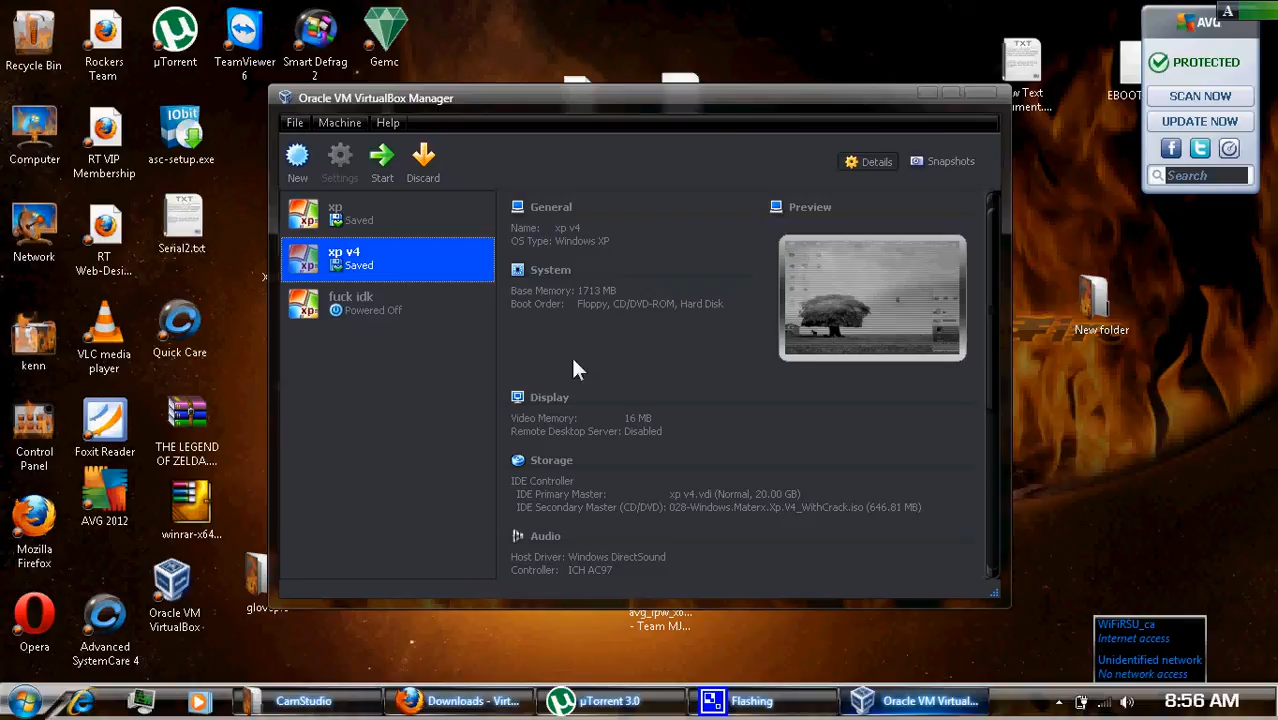 Recycle Bin
Rockers
Team
µTorrent
TeamViewer
6
Smart Defrag
2
Gemc
Computer
RT VIP
Membership
IObit
asc-setup.exe
Network
RT
Web-Desi...
Serial2.txt
kenn
VLC media
player
Quick Care
Control
Panel
Foxit Reader
THE LEGEND
OF ZELDA....
Mozilla
Firefox
AVG 2012
winrar-x64...
Opera
Advanced
SystemCare 4
Oracle VM
VirtualBox
Oracle VM VirtualBox Manager
File
Machine
Help
New
Settings
Start
Discard
Details
Snapshots
xp
Saved
xp v4
Saved
fuck idk
Powered Off
General
Name: xp v4
OS Type: Windows XP
System
Base Memory: 1713 MB
Boot Order: Floppy, CD/DVD-ROM, Hard Disk
Preview
Display
Video Memory: 16 MB
Remote Desktop Server: Disabled
Storage
IDE Controller
IDE Primary Master: xp v4.vdi (Normal, 20.00 GB)
IDE Secondary Master (CD/DVD): 028-Windows.Materx.Xp.V4_WithCrack.iso (646.81 MB)
Audio
Host Driver: Windows DirectSound
Controller: ICH AC97
- Team MJ...
TXT
Text
EBOOT
New folder
A
AVG
PROTECTED
SCAN NOW
UPDATE NOW
Search
WiFiRSU_ca
Internet access
Unidentified network
No network access
CamStudio
Downloads - Virt...
µTorrent 3.0
Flashing
Oracle VM Virtual...
8:56 AM